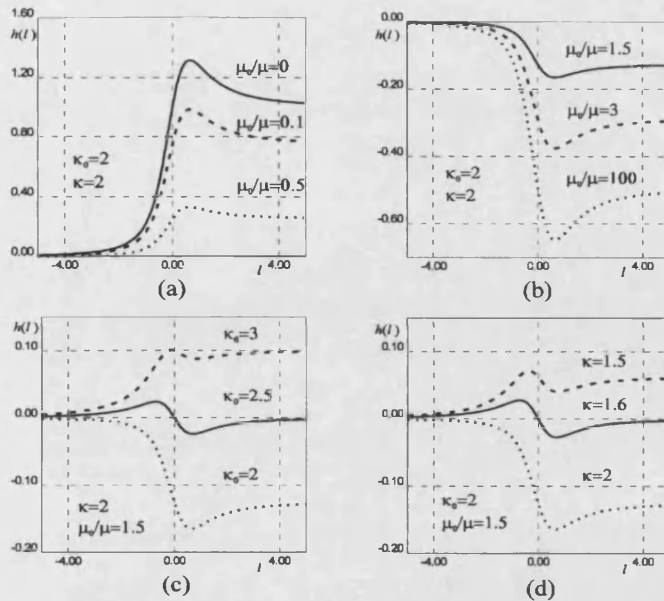 1.60
h(l)
1.20
μ₀/μ=0
0.80
μ₀/μ=0.1
κ₀=2
κ=2
0.40
μ₀/μ=0.5
0.00
-4.00
0.00
l
4.00
(a)
0.00
h(l)
μ₀/μ=1.5
-0.20
μ₀/μ=3
-0.40
κ₀=2
μ₀/μ=100
κ=2
-0.60
-4.00
0.00
l
4.00
(b)
h(l)
κ₀=3
0.10
κ₀=2.5
0.00
κ₀=2
-0.10
κ=2
μ₀/μ=1.5
-0.20
-4.00
0.00
l
4.00
(c)
h(l)
κ=1.5
0.10
κ=1.6
0.00
κ=2
-0.10
κ₀=2
μ₀/μ=1.5
-0.20
-4.00
0.00
l
4.00
(d)